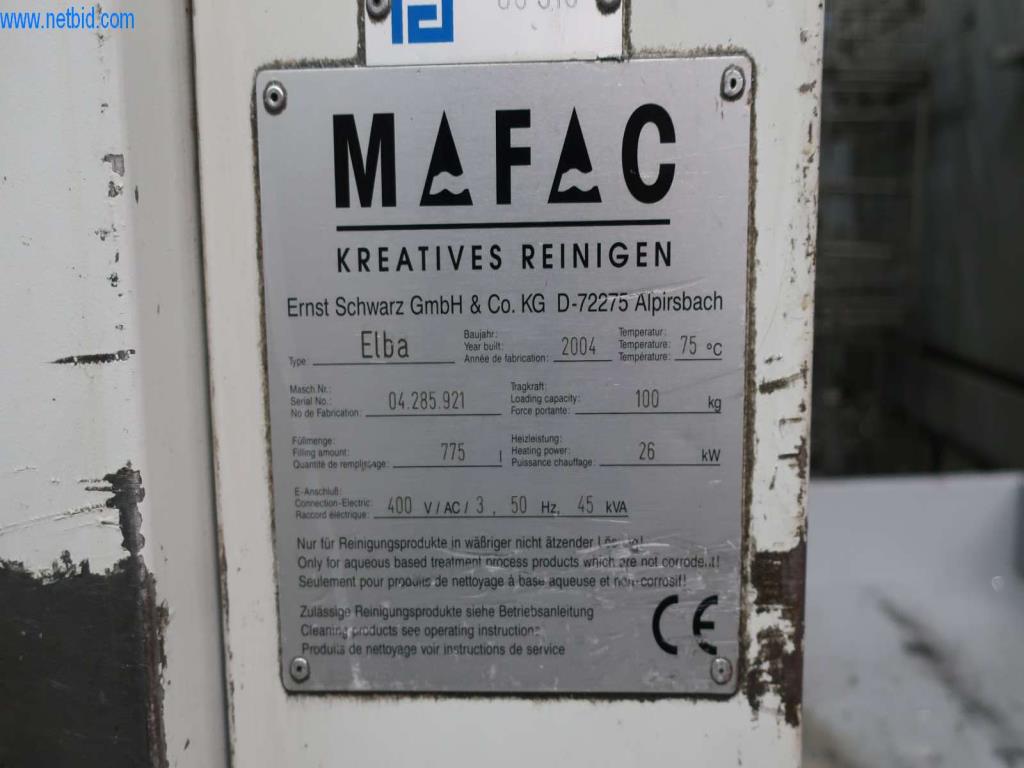 www.netbid.com
MAFAC
KREATIVES REINIGEN
Ernst Schwarz GmbH & Co. KG D-72275 Alpirsbach
Type Elba Baujahr: Year built: Année de fabrication: 2004 Temperatur: Temperature: Température: 75 °C
Masch.Nr.: Serial No.: No de Fabrication: 04.285.921 Tragkraft: Loading capacity: Force portante: 100 kg
Füllmenge: Filling amount: Quantité de remplissage: 775 l Heizleistung: Heating power: Puissance chauffage: 26 kW
E-Anschluß: Connection-Electric: Raccord électrique: 400 V/AC/ 3, 50 Hz, 45 kVA
Nur für Reinigungsprodukte in wäßriger nicht ätzender Lösung!
Only for aqueous based treatment process products which are not corrodent!
Seulement pour produits de nettoyage à base aqueuse et non-corrosif!
Zulässige Reinigungsprodukte siehe Betriebsanleitung
Cleaning products see operating instructions
Produits de nettoyage voir instructions de service
CE